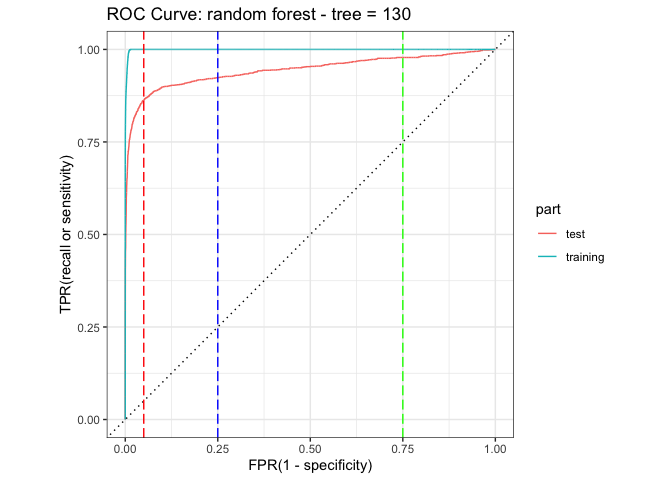 ROC Curve: random forest - tree = 130
TPR(recall or sensitivity)
1.00
0.75
0.50
0.25
0.00
0.00 0.25 0.50 0.75 1.00
FPR(1 - specificity)
part
test
training